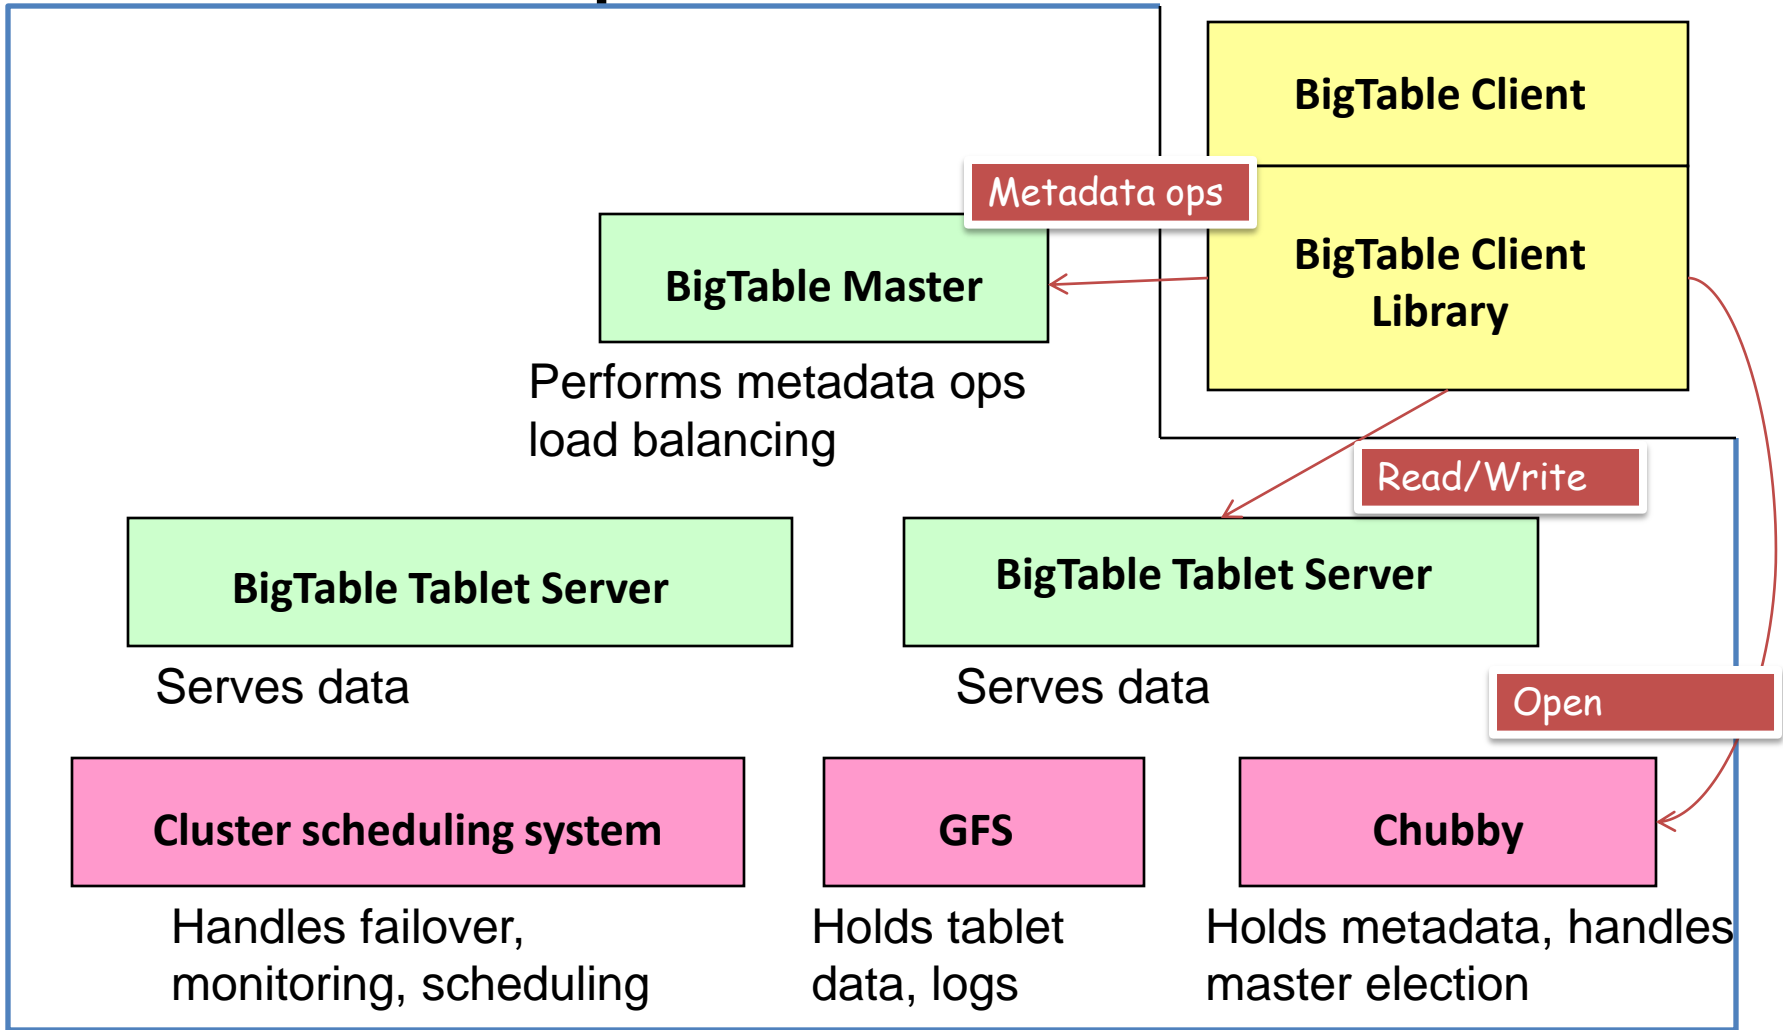 BigTable Client
Metadata ops
BigTable Client
Library
BigTable Master
Performs metadata ops
load balancing
Read/Write
BigTable Tablet Server
BigTable Tablet Server
Serves data
Serves data
Open
Cluster scheduling system
GFS
Chubby
Handles failover,
monitoring, scheduling
Holds tablet
data, logs
Holds metadata, handles
master election